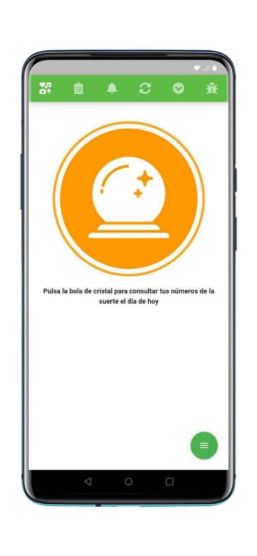 Pulsa la bola de cristal para consultar tus números de la
suerte el día de hoy